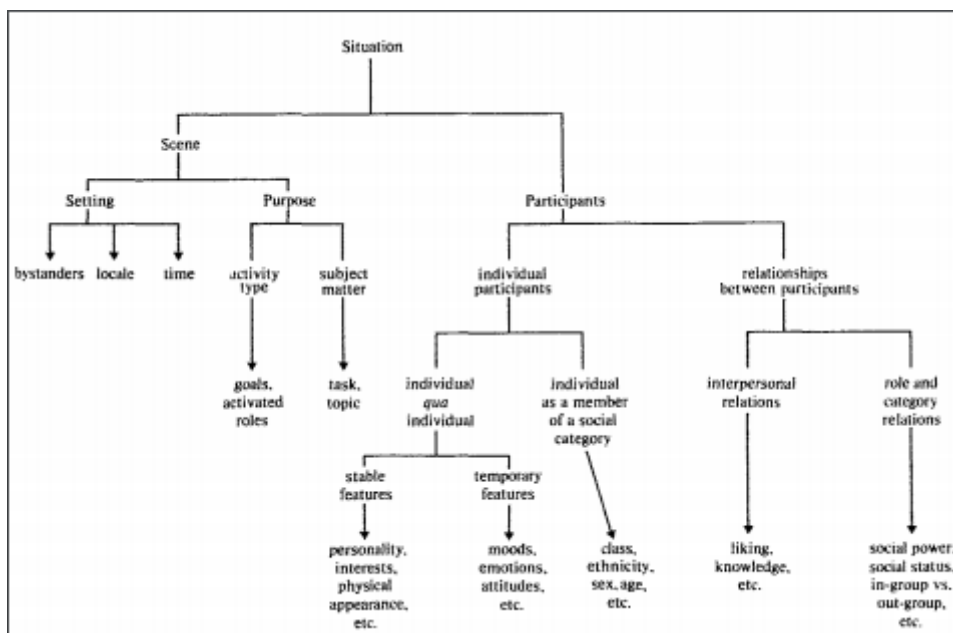 Situation
Scene
Setting
Purpose
Participants
bystanders
locale
time
activity
type
subject
matter
individual
participants
relationships
between participants
goals,
activated
roles
task,
topic
individual
qua
individual
individual
as a member
of a social
category
interpersonal
relations
role and
category
relations
stable
features
temporary
features
personality,
interests,
physical
appearance,
etc.
moods,
emotions,
attitudes,
etc.
class,
ethnicity,
sex, age,
etc.
liking,
knowledge,
etc.
social power,
social status,
in-group vs.
out-group,
etc.